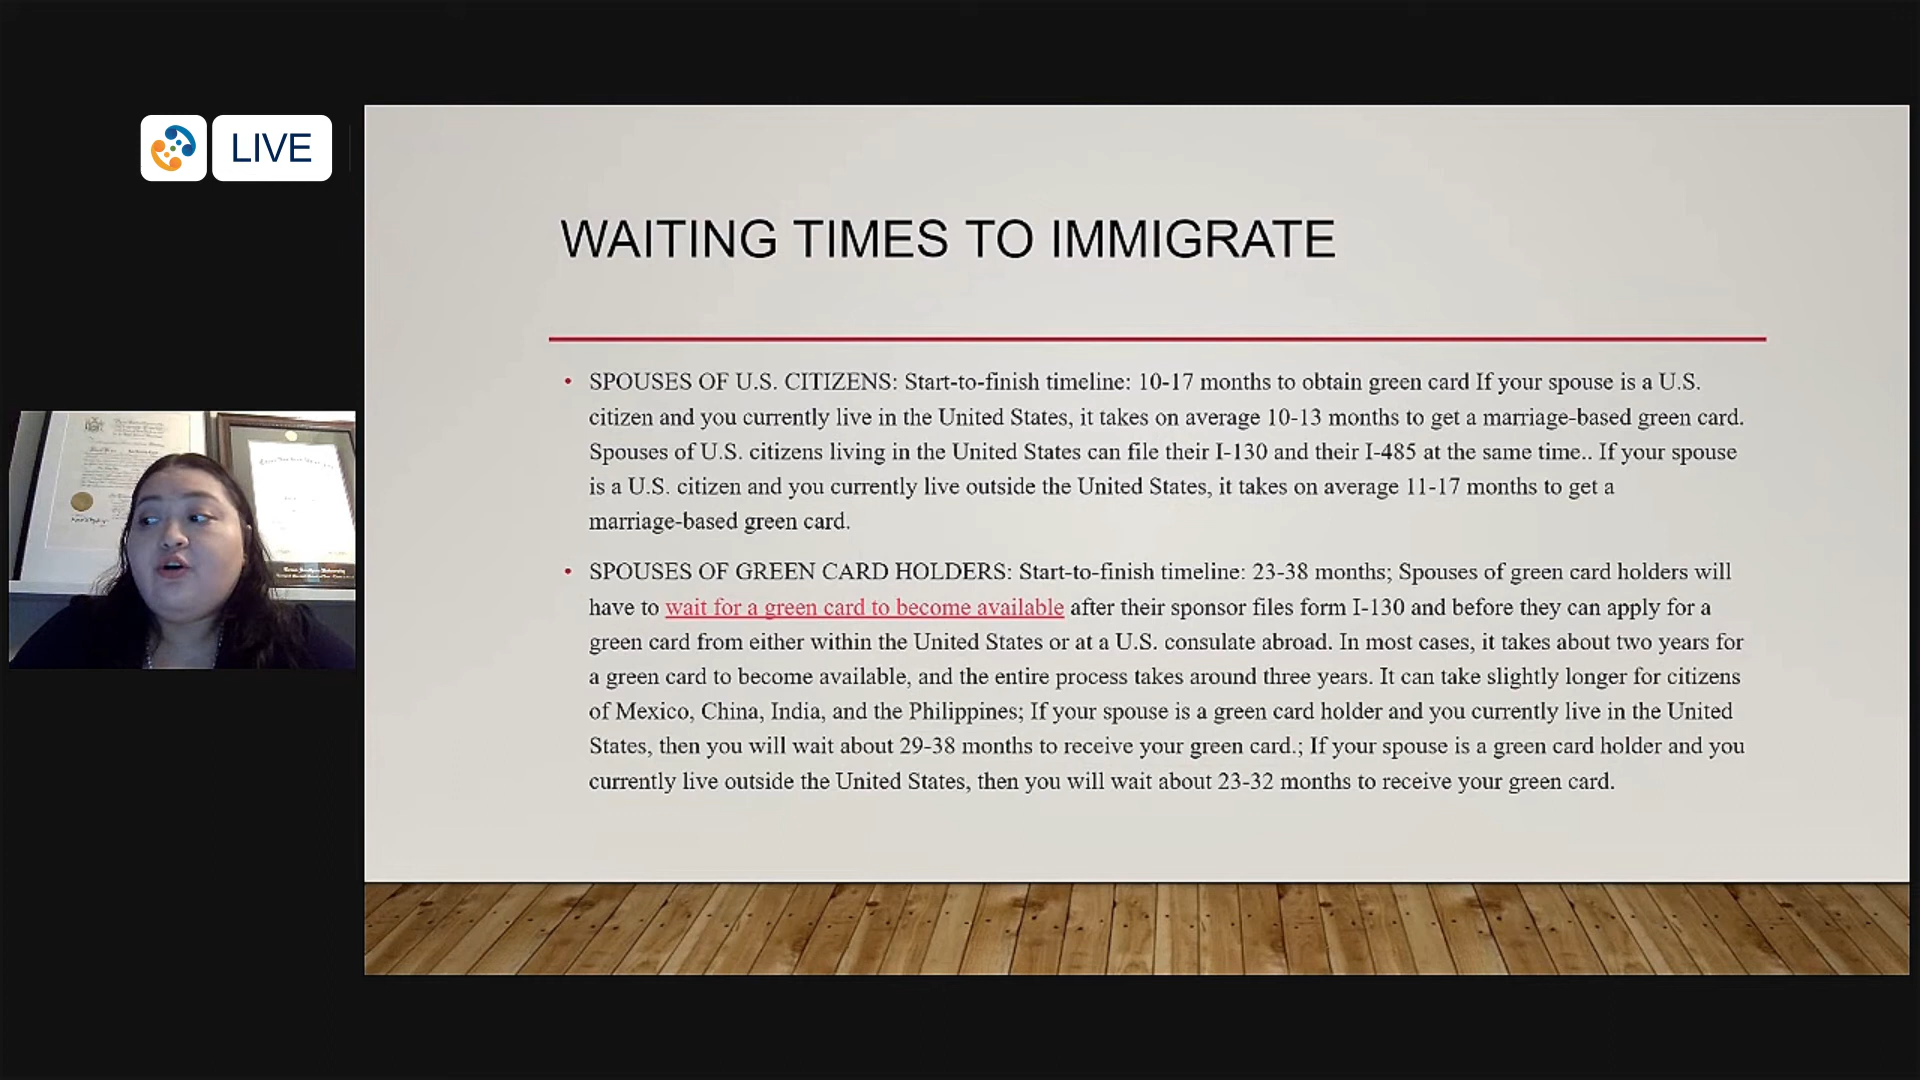 LIVE
WAITING TIMES TO IMMIGRATE
• SPOUSES OF U.S. CITIZENS: Start-to-finish timeline: 10-17 months to obtain green card If your spouse is a U.S.
citizen and you currently live in the United States, it takes on average 10-13 months to get a marriage-based green card.
Spouses of U.S. citizens living in the United States can file their I-130 and their I-485 at the same time.. If your spouse
is a U.S. citizen and you currently live outside the United States, it takes on average 11-17 months to get a
marriage-based green card.
• SPOUSES OF GREEN CARD HOLDERS: Start-to-finish timeline: 23-38 months; Spouses of green card holders will
have to wait for a green card to become available after their sponsor files form I-130 and before they can apply for a
green card from either within the United States or at a U.S. consulate abroad. In most cases, it takes about two years for
a green card to become available, and the entire process takes around three years. It can take slightly longer for citizens
of Mexico, China, India, and the Philippines; If your spouse is a green card holder and you currently live in the United
States, then you will wait about 29-38 months to receive your green card.; If your spouse is a green card holder and you
currently live outside the United States, then you will wait about 23-32 months to receive your green card.